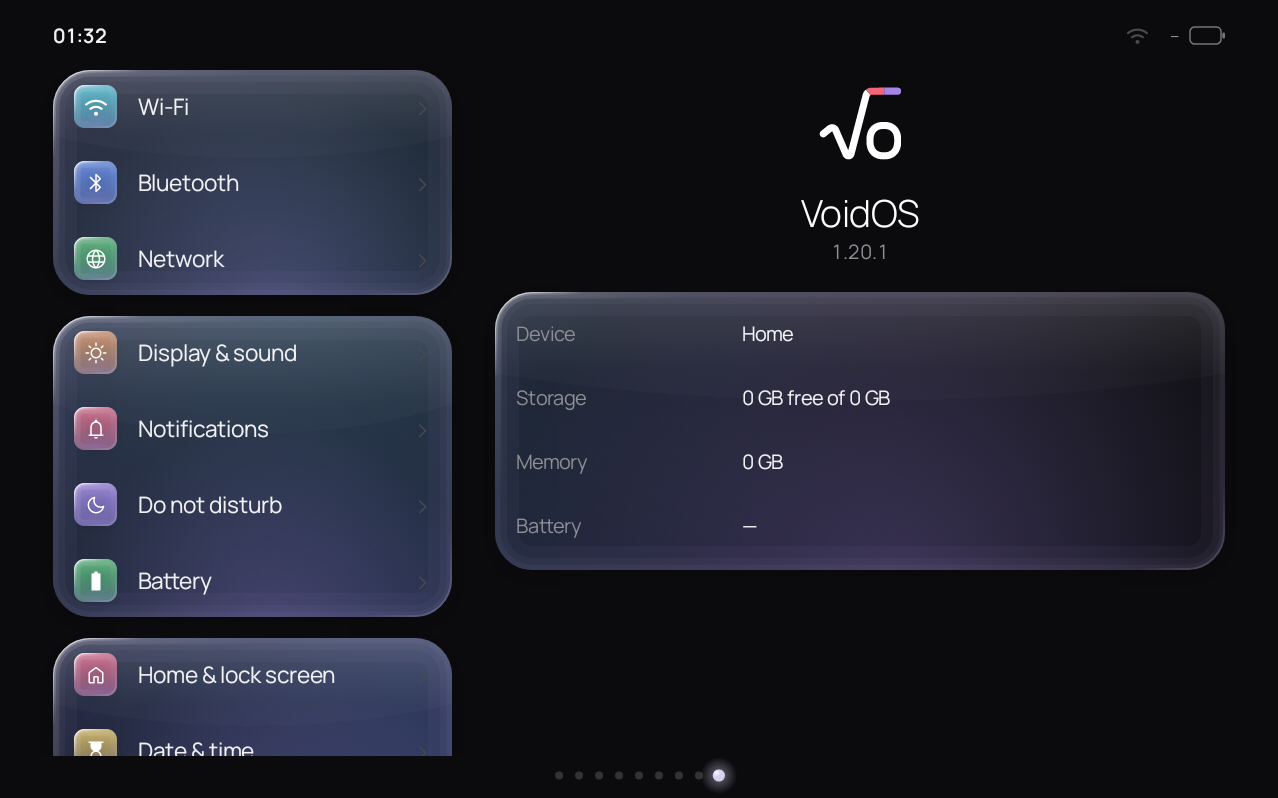 01:32
–
Wi-Fi
Bluetooth
Network
Display & sound
Notifications
Do not disturb
Battery
Home & lock screen
Date & time
VoidOS
1.20.1
Device Home
Storage 0 GB free of 0 GB
Memory 0 GB
Battery —